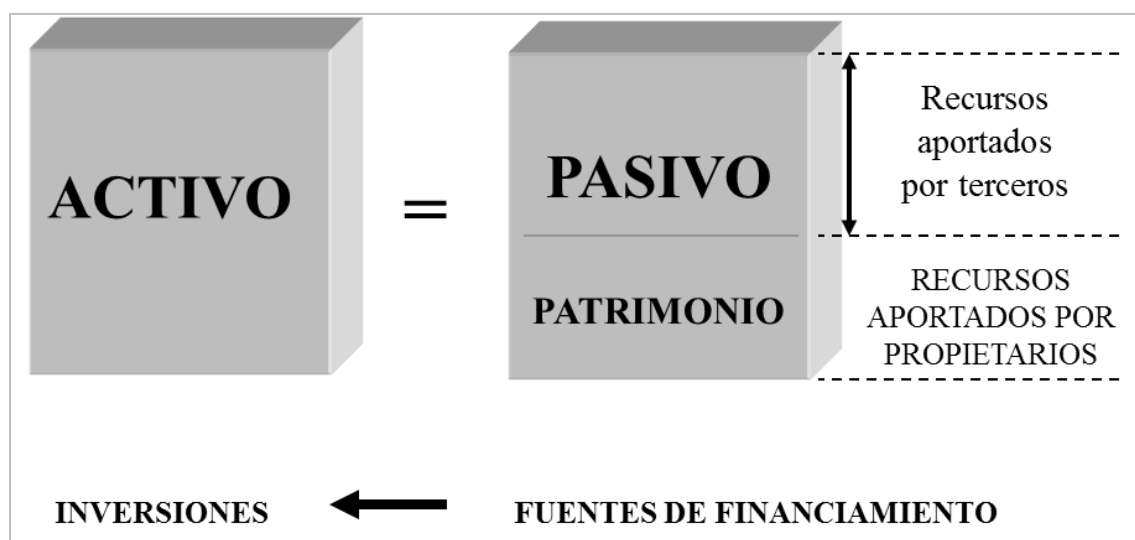 ACTIVO
=
PASIVO
PATRIMONIO
Recursos
aportados
por terceros
RECURSOS
APORTADOS POR
PROPIETARIOS
INVERSIONES
FUENTES DE FINANCIAMIENTO